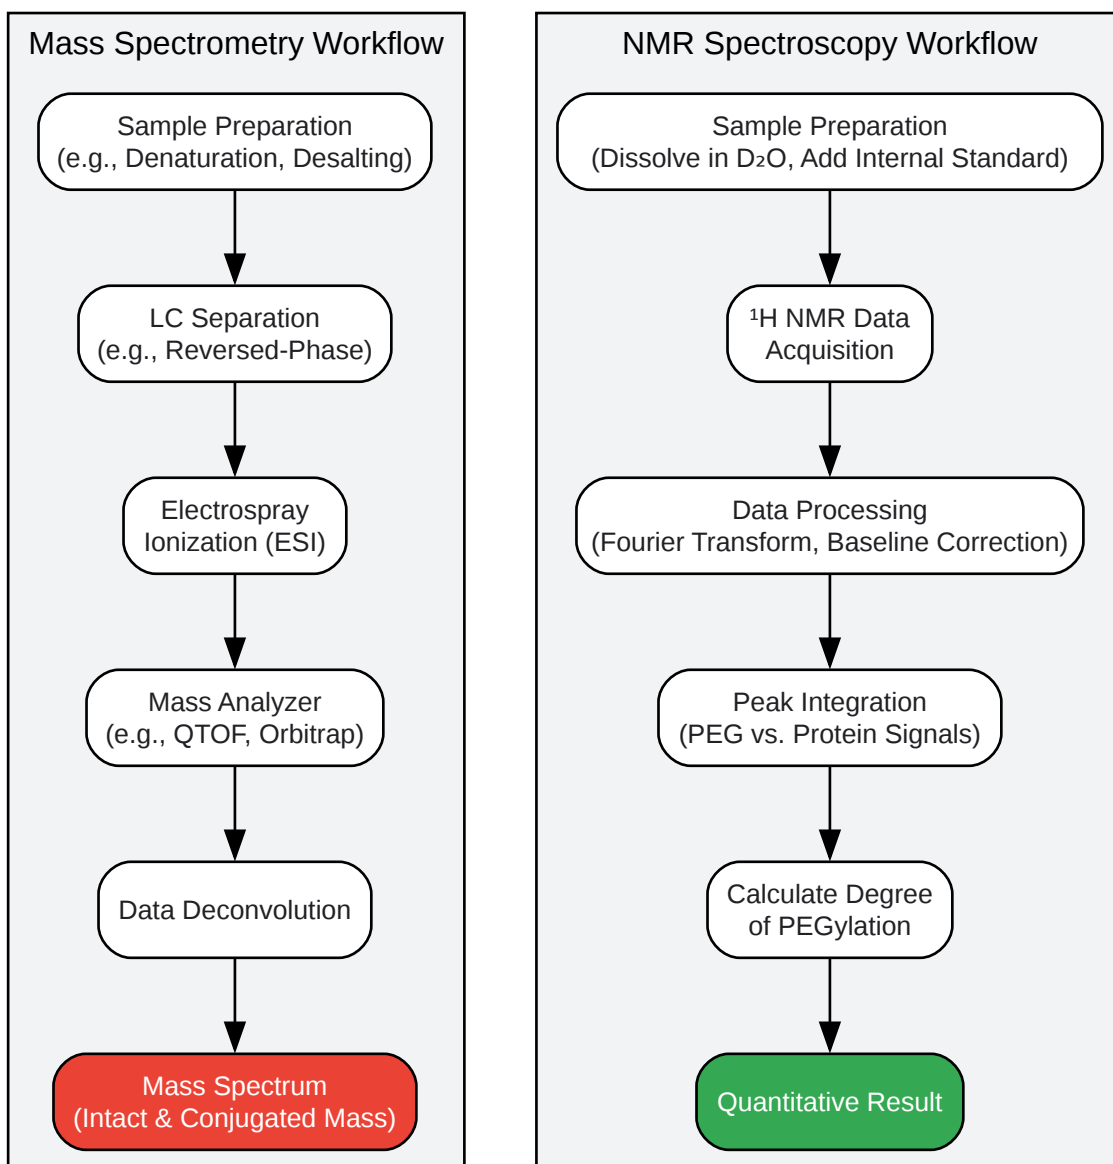 Mass Spectrometry Workflow
Sample Preparation
(e.g., Denaturation, Desalting)
LC Separation
(e.g., Reversed-Phase)
Electrospray
Ionization (ESI)
Mass Analyzer
(e.g., QTOF, Orbitrap)
Data Deconvolution
Mass Spectrum
(Intact & Conjugated Mass)
NMR Spectroscopy Workflow
Sample Preparation
(Dissolve in D₂O, Add Internal Standard)
¹H NMR Data
Acquisition
Data Processing
(Fourier Transform, Baseline Correction)
Peak Integration
(PEG vs. Protein Signals)
Calculate Degree
of PEGylation
Quantitative Result